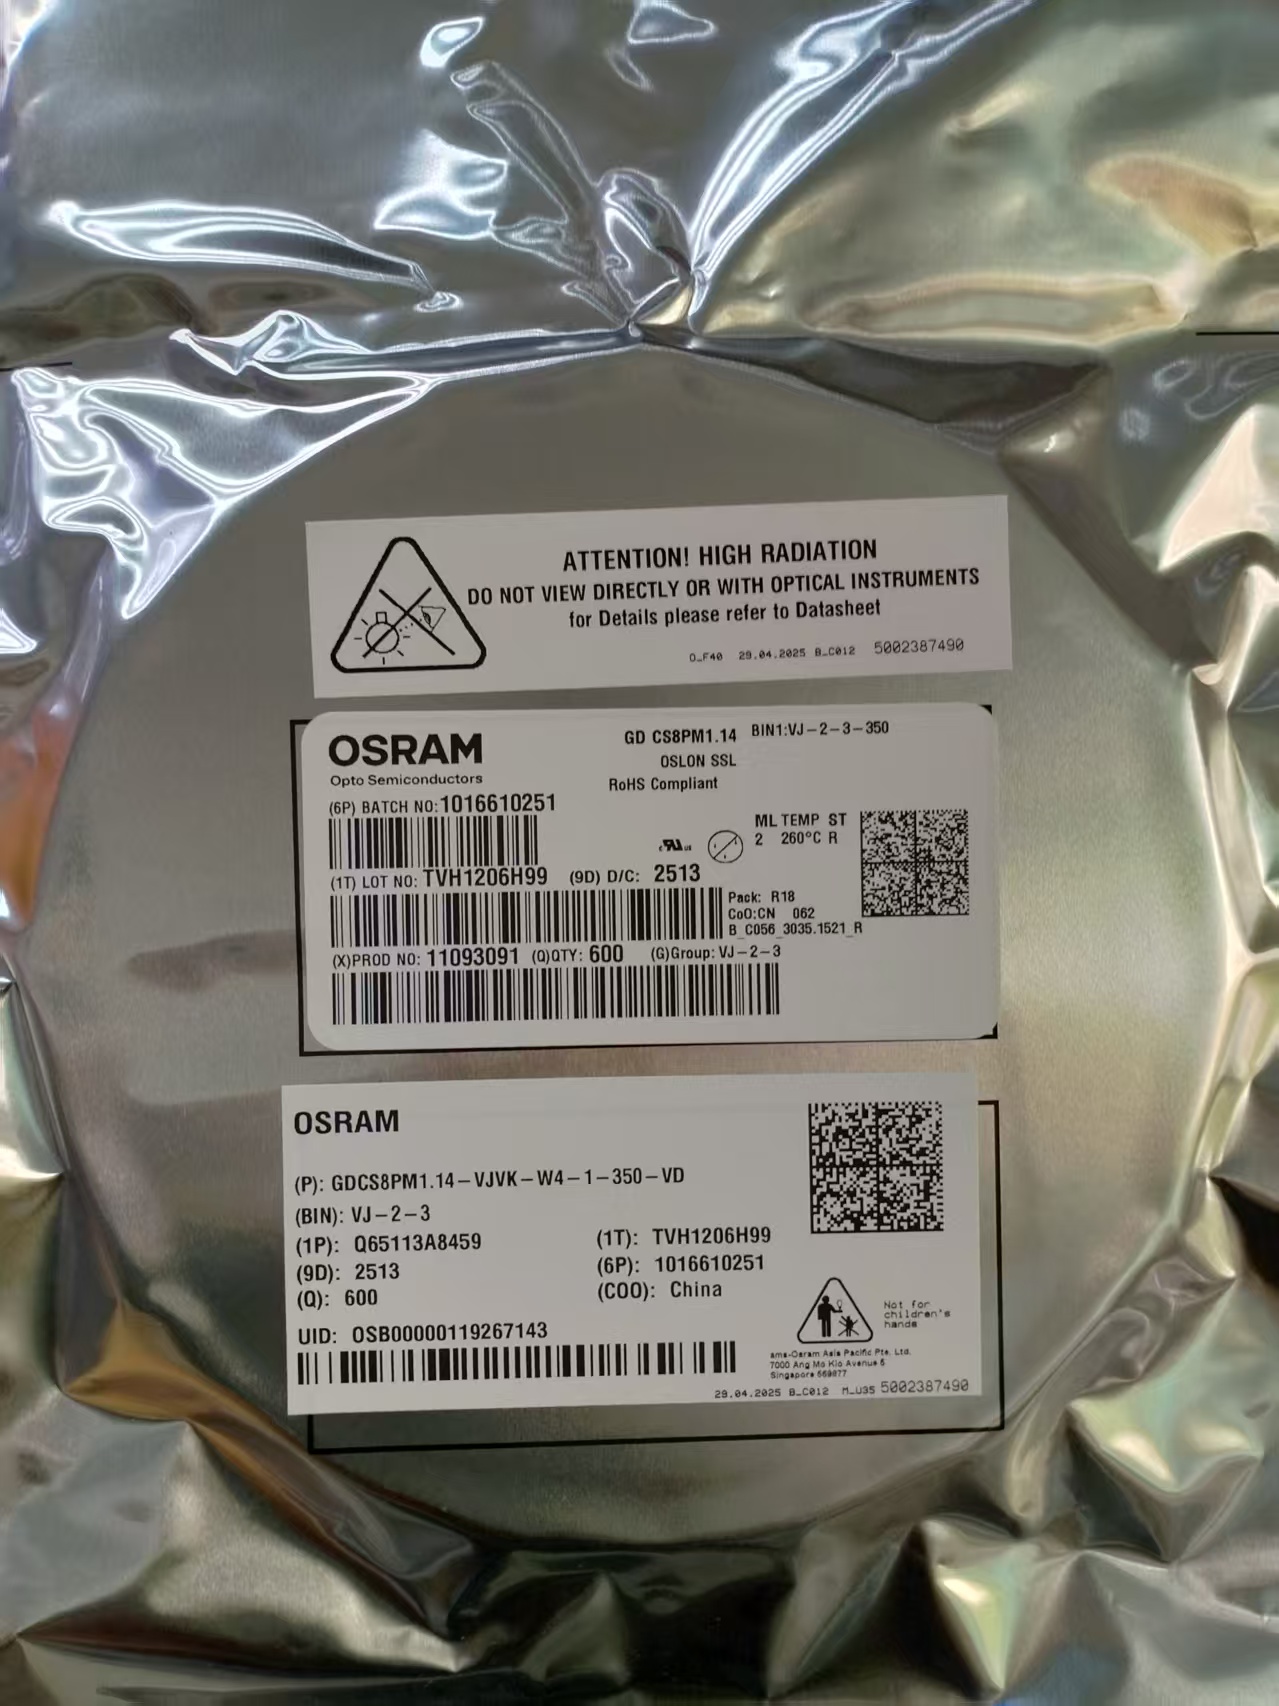 ATTENTION! HIGH RADIATION
DO NOT VIEW DIRECTLY OR WITH OPTICAL INSTRUMENTS
for Details please refer to Datasheet
O_F40 29.04.2025 B_C012 5002387490
OSRAM
Opto Semiconductors
GD CS8PM1.14 BIN1:VJ-2-3-350
OSLON SSL
RoHS Compliant
(6P) BATCH NO:1016610251
ML TEMP ST
2 260°C R
(1T) LOT NO: TVH1206H99 (9D) D/C: 2513
Pack: R18
CoO:CN 062
B_C056_3035.1521_R
(X)PROD NO: 11093091 (Q)QTY: 600 (G)Group: VJ-2-3
OSRAM
(P): GDCS8PM1.14-VJVK-W4-1-350-VD
(BIN): VJ-2-3
(1P): Q65113A8459 (1T): TVH1206H99
(9D): 2513 (6P): 1016610251
(Q): 600 (COO): China
UID: OSB00000119267143
Not for
children's
hands
ams-Osram Asia Pacific Pte. Ltd.
7000 Ang Mo Kio Avenue 5
Singapore 569877
29.04.2025 B_C012 M_U35 5002387490